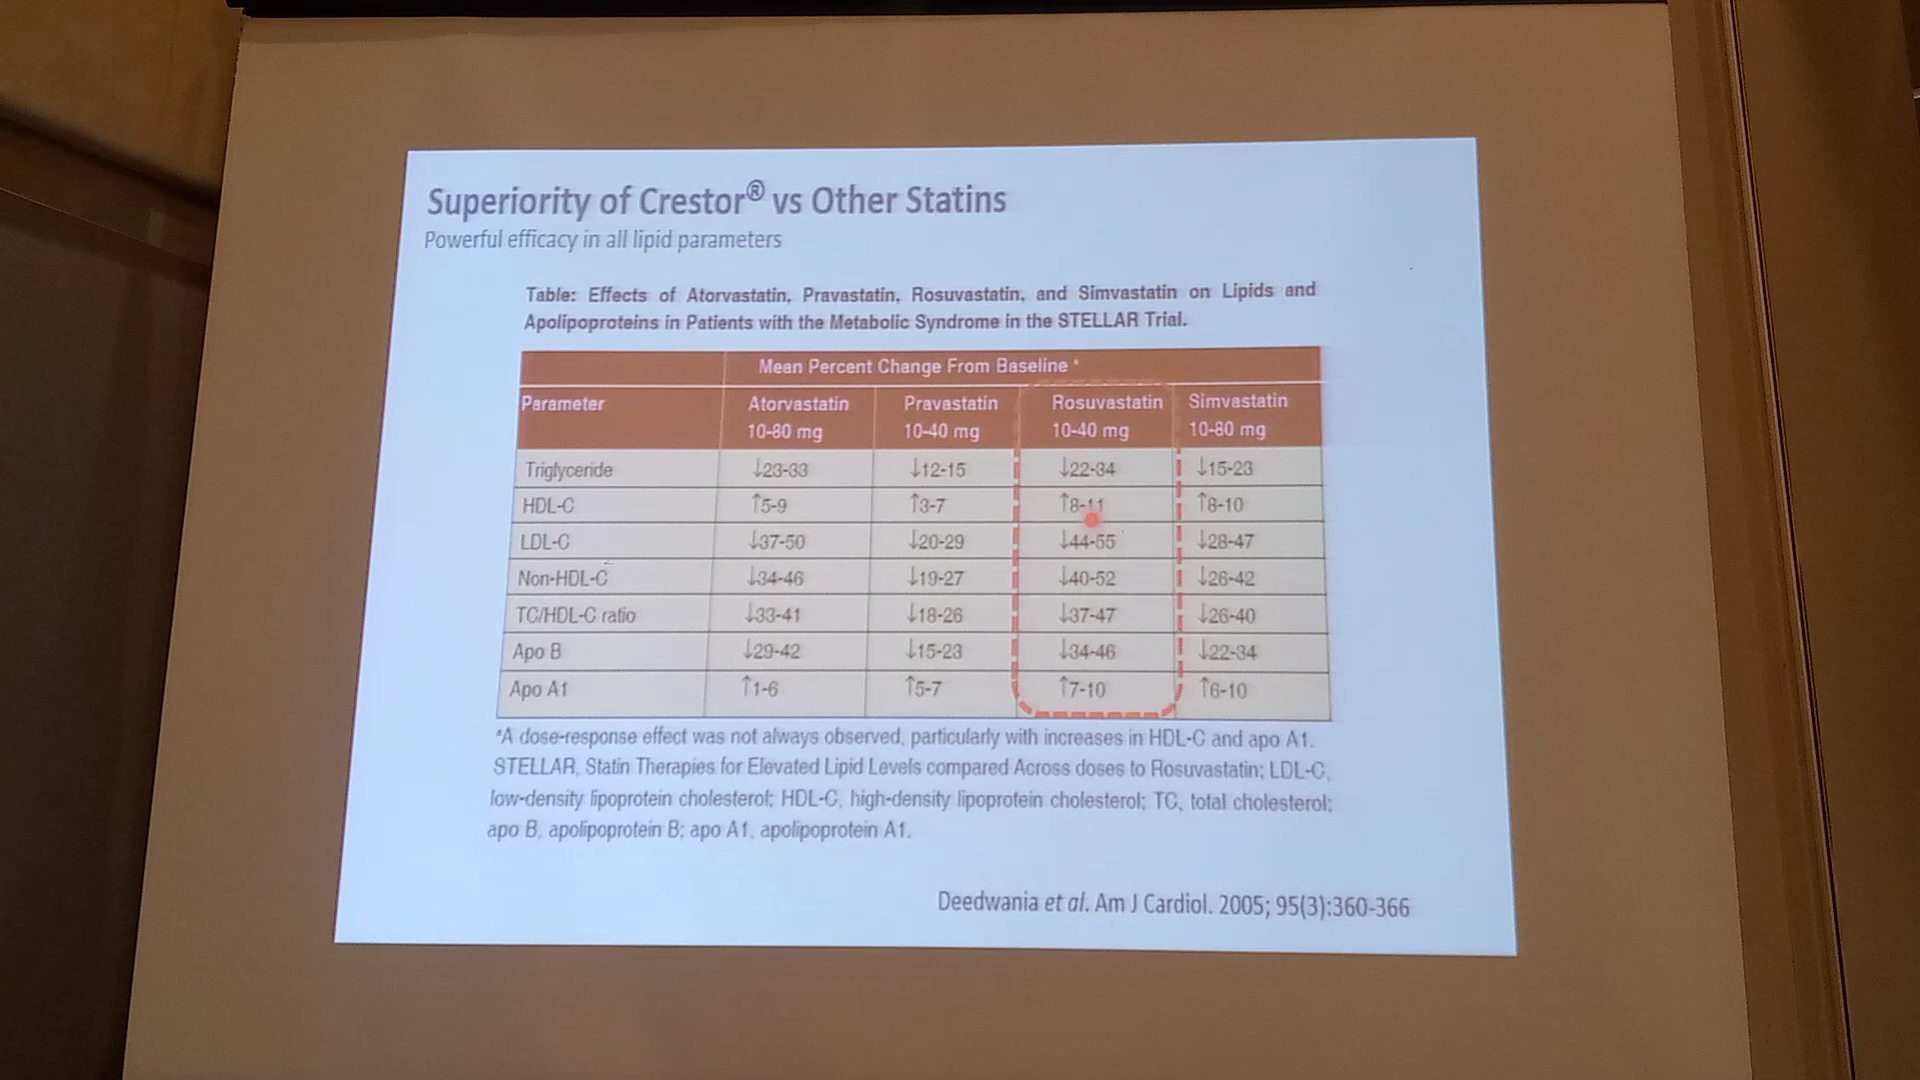 Superiority of Crestor® vs Other Statins
Powerful efficacy in all lipid parameters
Table: Effects of Atorvastatin, Pravastatin, Rosuvastatin, and Simvastatin on Lipids and
Apolipoproteins in Patients with the Metabolic Syndrome in the STELLAR Trial.
Mean Percent Change From Baseline *
Parameter Atorvastatin Pravastatin Rosuvastatin Simvastatin
10-80 mg 10-40 mg 10-40 mg 10-80 mg
Triglyceride ↓23-33 ↓12-15 ↓22-34 ↓15-23
HDL-C ↑5-9 ↑3-7 ↑8-11 ↑8-10
LDL-C ↓37-50 ↓20-29 ↓44-55 ↓28-47
Non-HDL-C ↓34-46 ↓19-27 ↓40-52 ↓26-42
TC/HDL-C ratio ↓33-41 ↓18-26 ↓37-47 ↓26-40
Apo B ↓29-42 ↓15-23 ↓34-46 ↓22-34
Apo A1 ↑1-6 ↑5-7 ↑7-10 ↑6-10
*A dose-response effect was not always observed, particularly with increases in HDL-C and apo A1.
STELLAR, Statin Therapies for Elevated Lipid Levels compared Across doses to Rosuvastatin; LDL-C,
low-density lipoprotein cholesterol; HDL-C, high-density lipoprotein cholesterol; TC, total cholesterol;
apo B, apolipoprotein B; apo A1, apolipoprotein A1.
Deedwania et al. Am J Cardiol. 2005; 95(3):360-366